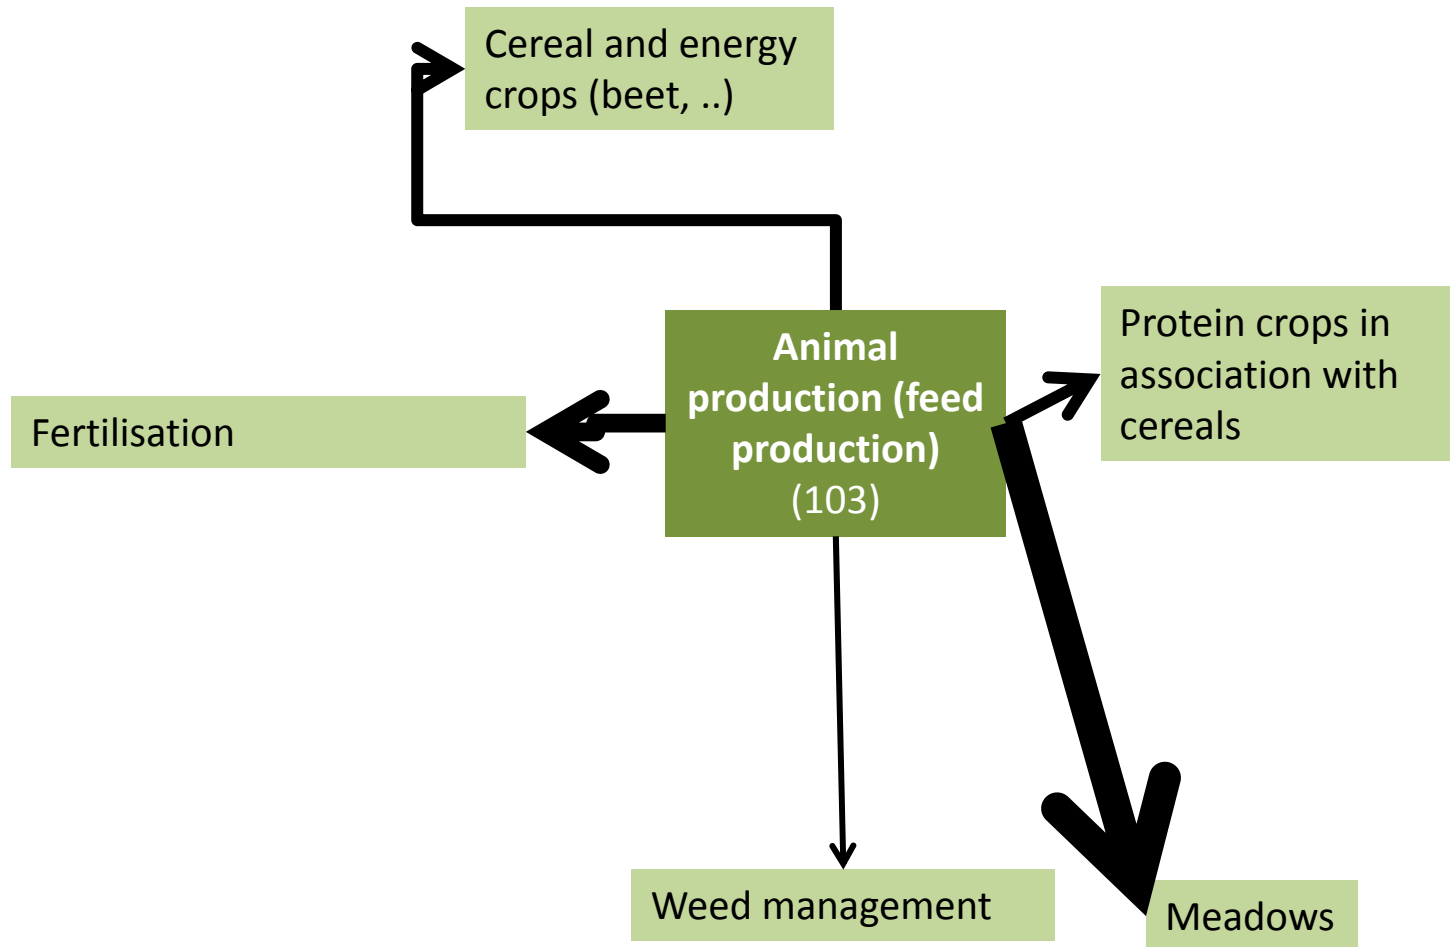 Cereal and energy
crops (beet, ..)
Protein crops in
association with
cereals
Animal
production (feed
production)
(103)
Fertilisation
Weed management
Meadows